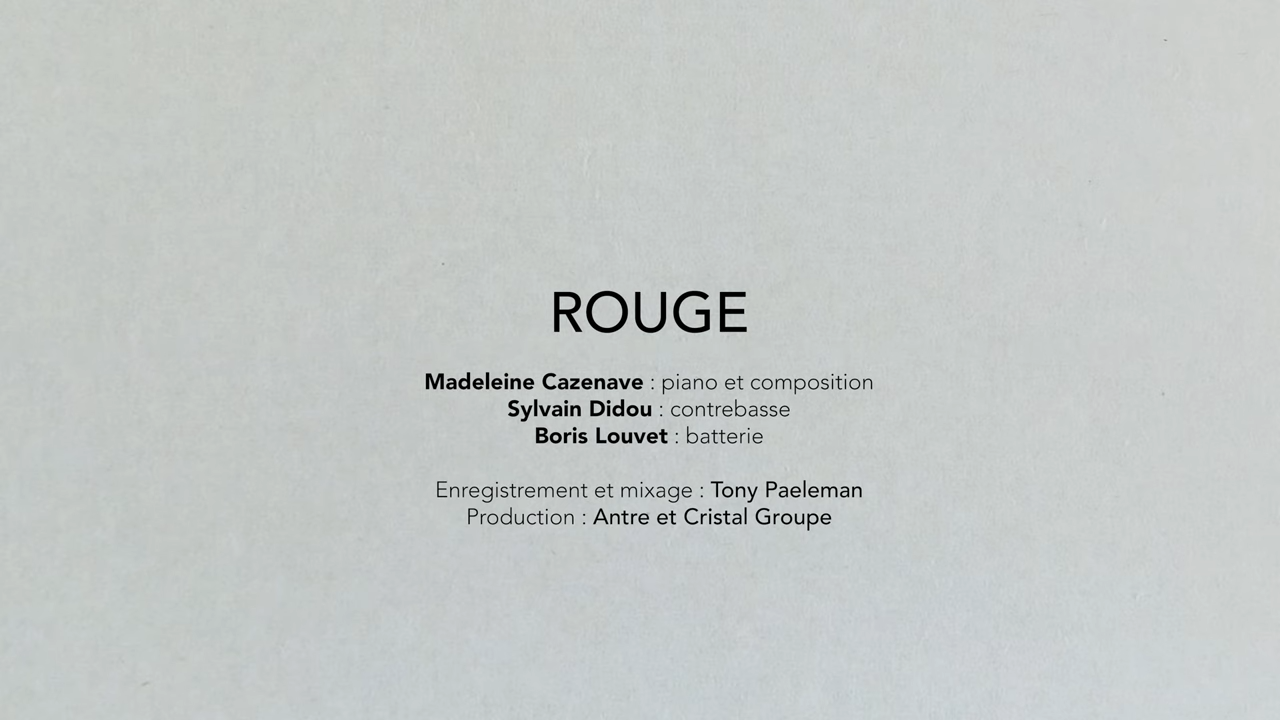 ROUGE
Madeleine Cazenave : piano et composition
Sylvain Didou : contrebasse
Boris Louvet : batterie
Enregistrement et mixage : Tony Paeleman
Production : Antre et Cristal Groupe